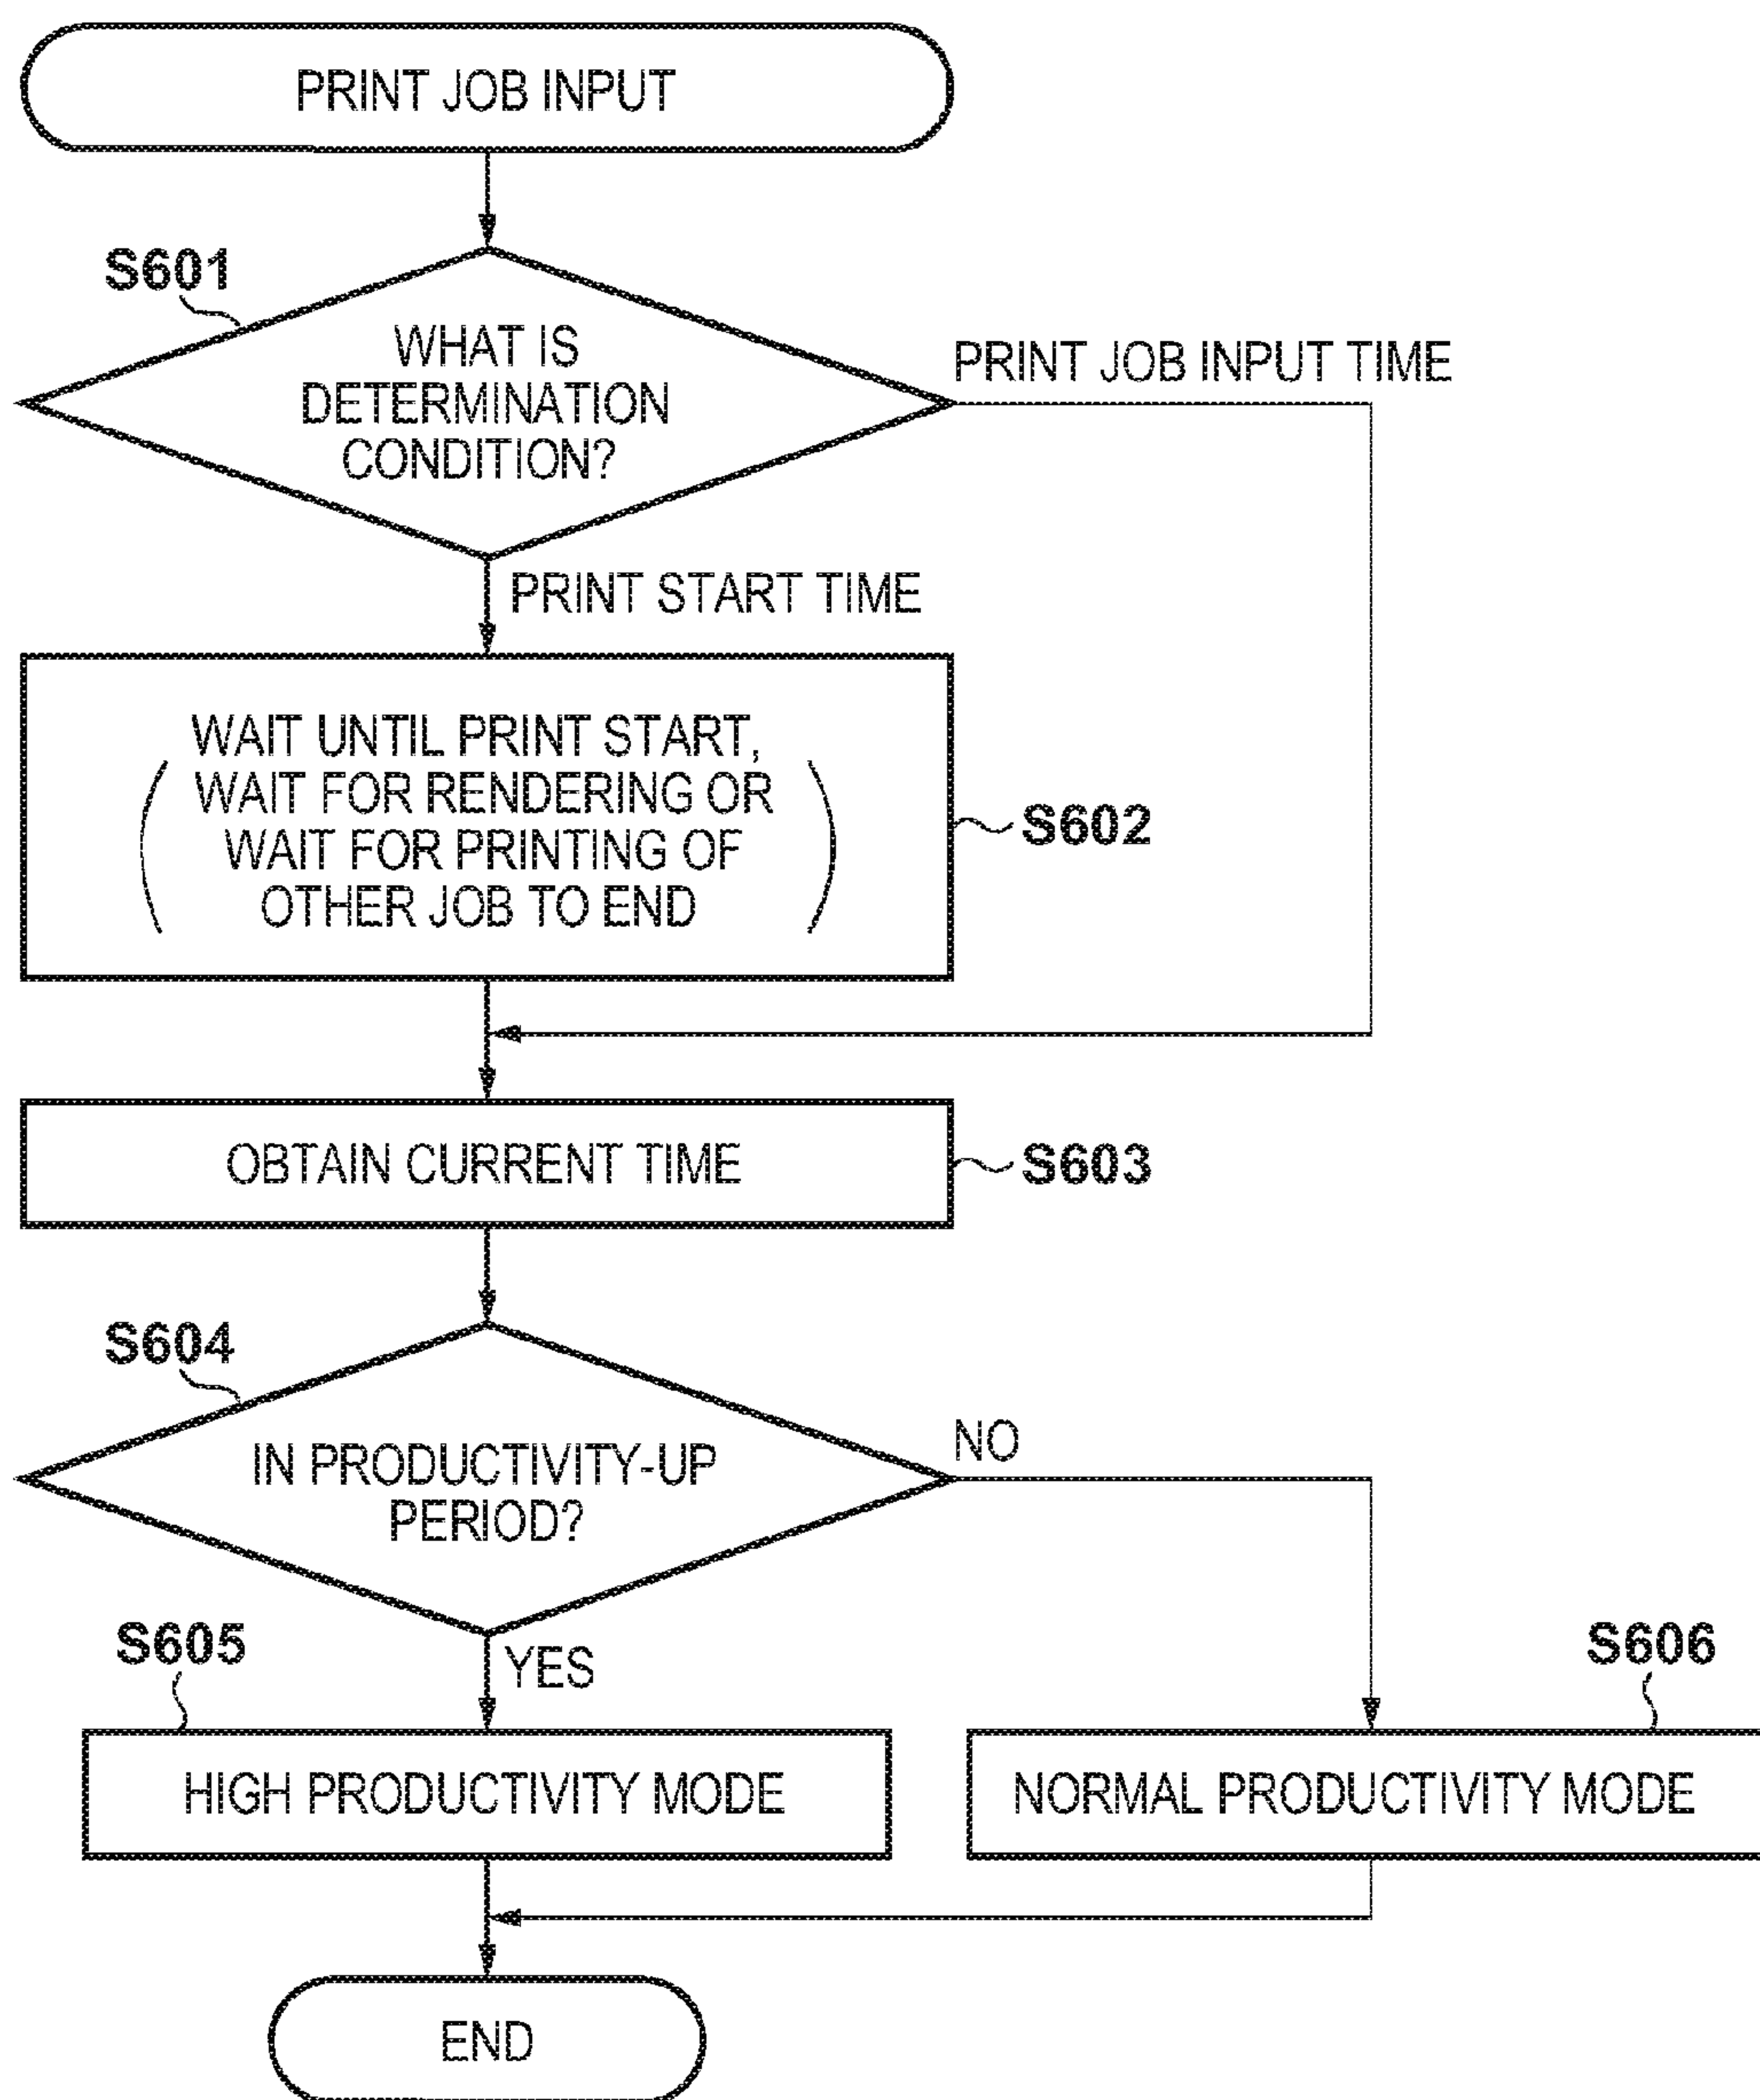 PRINT JOB INPUT
S601
WHAT IS
DETERMINATION
CONDITION?
PRINT JOB INPUT TIME
PRINT START TIME
WAIT UNTIL PRINT START,
WAIT FOR RENDERING OR
WAIT FOR PRINTING OF
OTHER JOB TO END
S602
OBTAIN CURRENT TIME
S603
S604
IN PRODUCTIVITY-UP
PERIOD?
NO
YES
S605
HIGH PRODUCTIVITY MODE
S606
NORMAL PRODUCTIVITY MODE
END